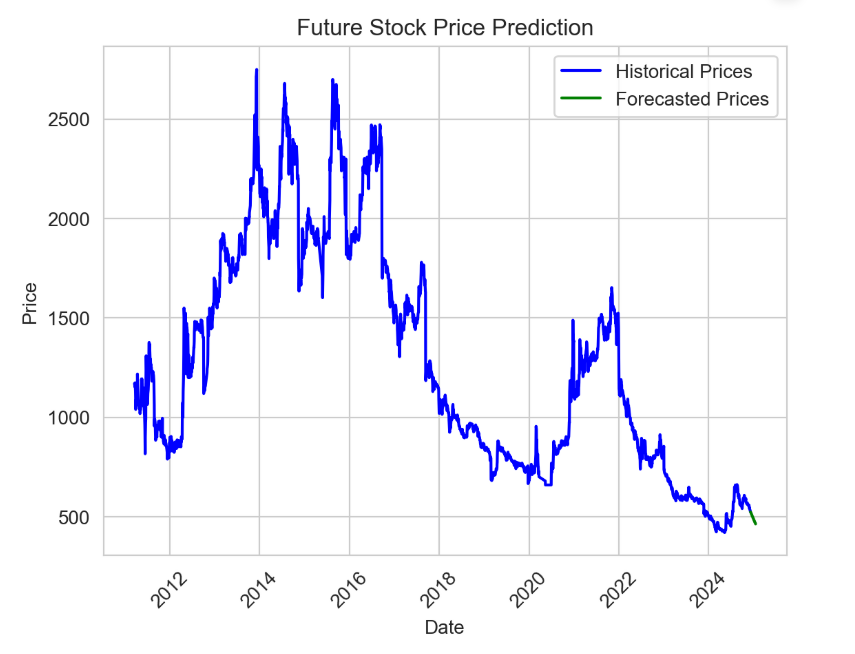 Future Stock Price Prediction
Historical Prices
Forecasted Prices
2500
2000
1500
1000
500
Price
2012
2014
2016
2018
2020
2022
2024
Date